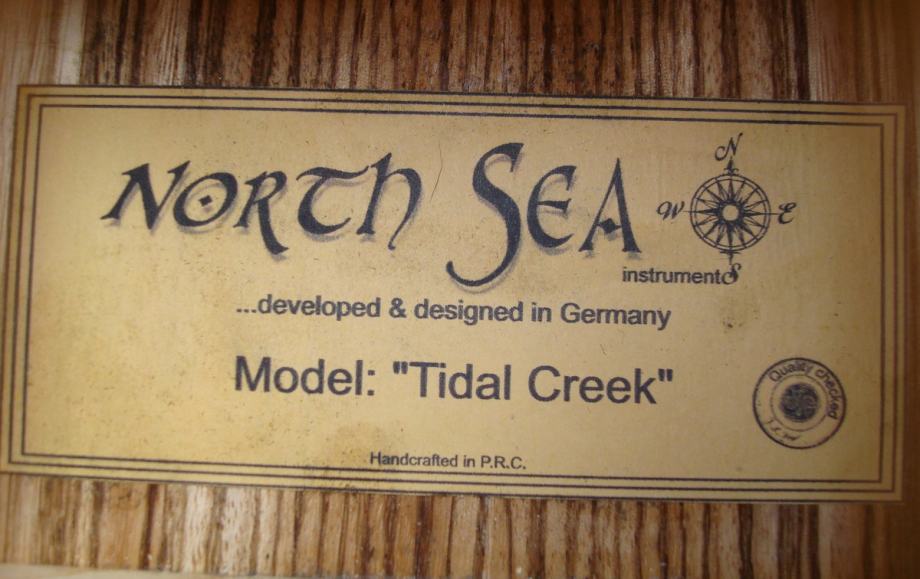 N
NORTH SEA
W E
instrumentS
...developed & designed in Germany
Model: "Tidal Creek"
Quality checked
Handcrafted in P.R.C.